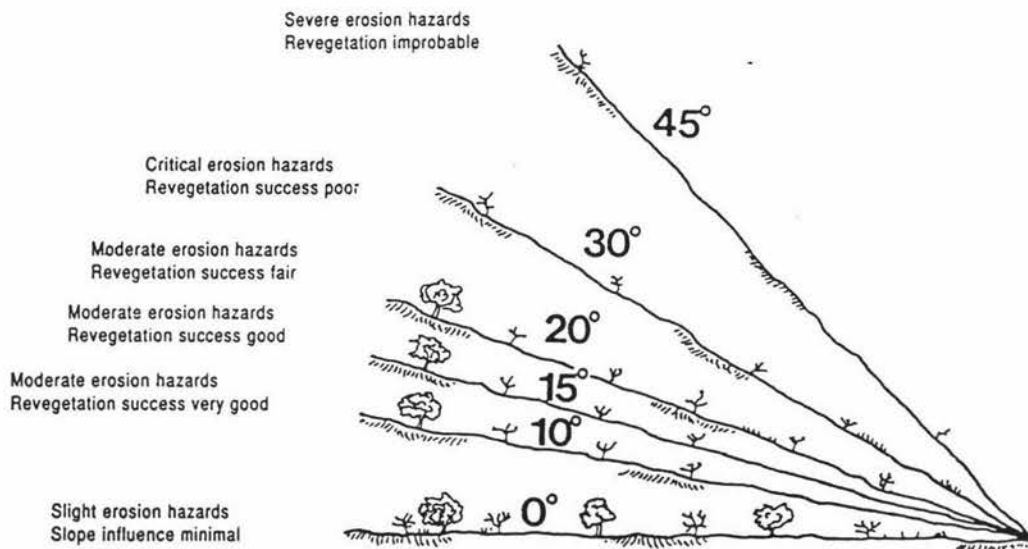 Severe erosion hazards
Revegetation improbable
45°
Critical erosion hazards
Revegetation success poor
30°
Moderate erosion hazards
Revegetation success fair
20°
Moderate erosion hazards
Revegetation success good
15°
Moderate erosion hazards
Revegetation success very good
10°
Slight erosion hazards
Slope influence minimal
0°